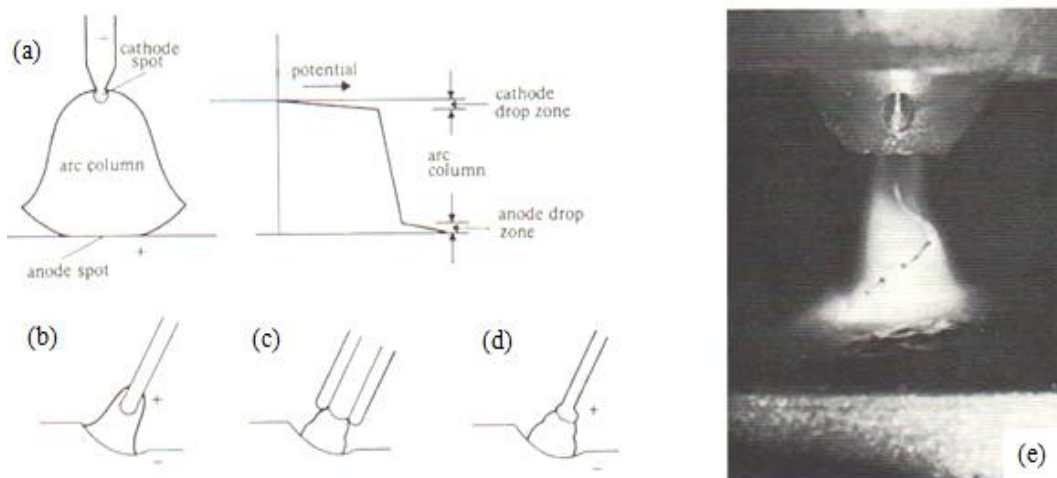 (a)
−
cathode
spot
arc column
+
anode spot
potential
cathode
drop zone
arc
column
anode drop
zone
(b)
+
−
(c)
(d)
+
−
(e)